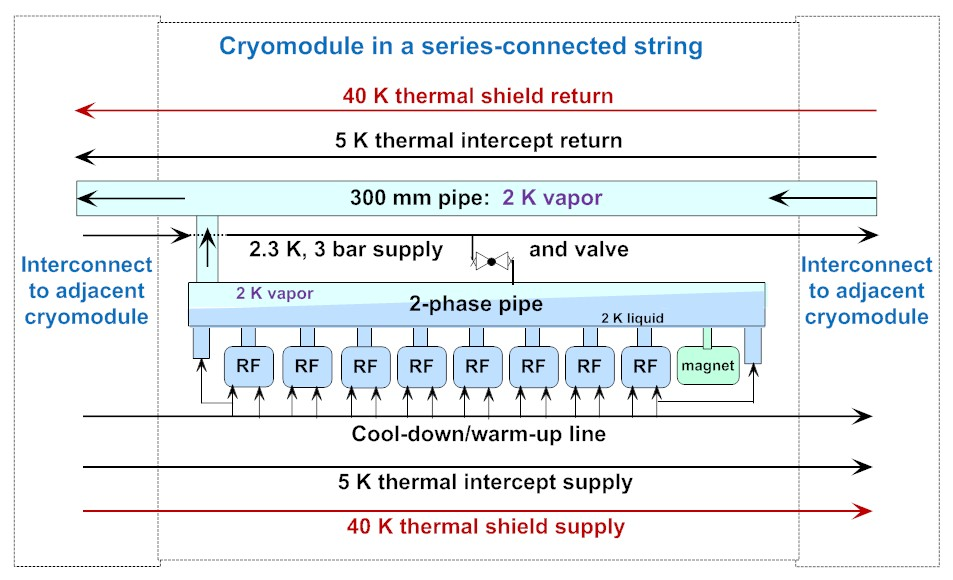 Cryomodule in a series-connected string
40 K thermal shield return
5 K thermal intercept return
300 mm pipe: 2 K vapor
2.3 K, 3 bar supply and valve
Interconnect
to adjacent
cryomodule
Interconnect
to adjacent
cryomodule
2 K vapor
2-phase pipe
2 K liquid
RF RF RF RF RF RF RF RF magnet
Cool-down/warm-up line
5 K thermal intercept supply
40 K thermal shield supply